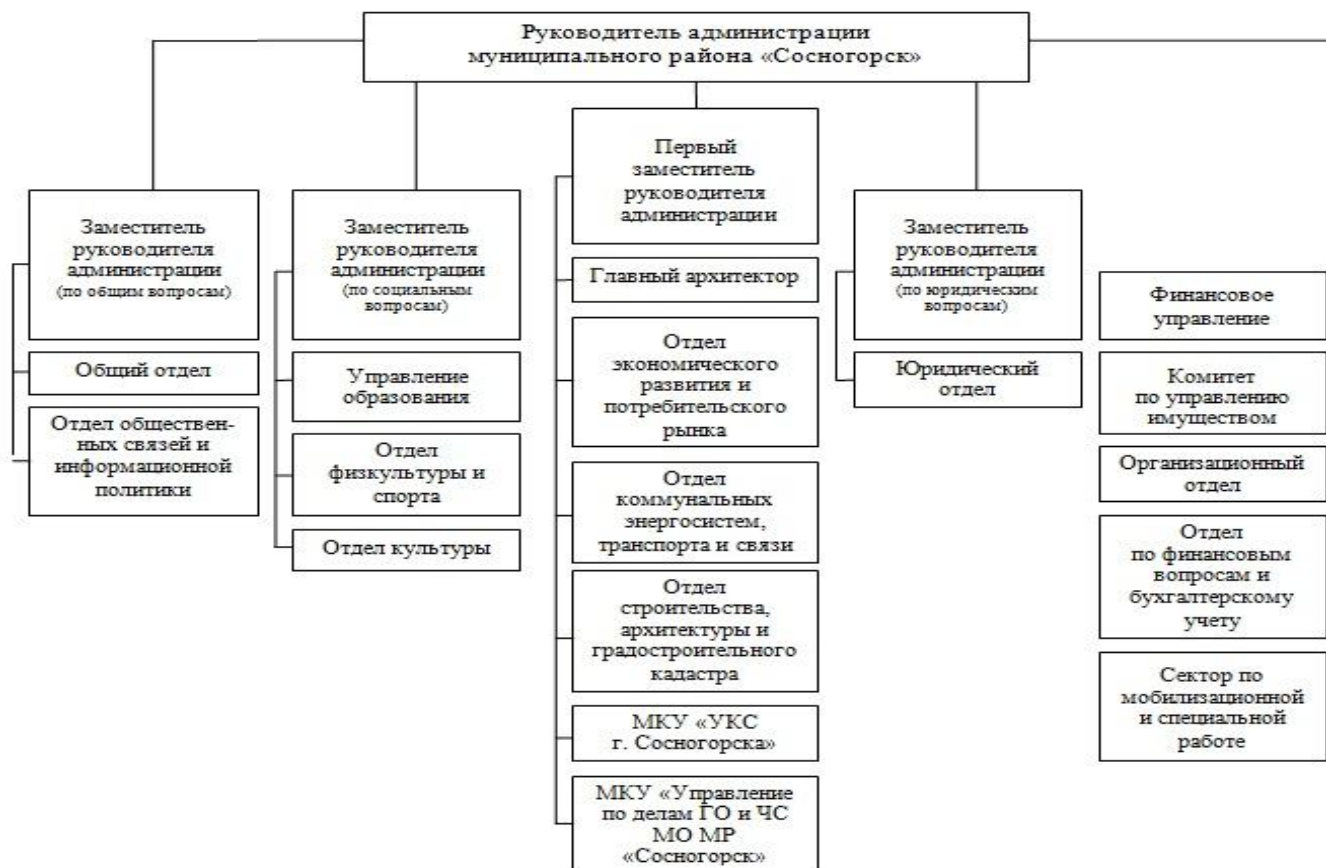 Руководитель администрации
муниципального района «Сосногорск»
Заместитель
руководителя
администрации
(по общим вопросам)
Общий отдел
Отдел обществен-
ных связей и
информационной
политики
Заместитель
руководителя
администрации
(по социальным
вопросам)
Управление
образования
Отдел
физкультуры и
спорта
Отдел культуры
Первый
заместитель
руководителя
администрации
Главный архитектор
Отдел
экономического
развития и
потребительского
рынка
Отдел
коммунальных
энергосистем,
транспорта и связи
Отдел
строительства,
архитектуры и
градостроительного
кадастра
МКУ «УКС
г. Сосногорска»
МКУ «Управление
по делам ГО и ЧС
МО МР
«Сосногорск»
Заместитель
руководителя
администрации
(по юридическим
вопросам)
Юридический
отдел
Финансовое
управление
Комитет
по управлению
имуществом
Организационный
отдел
Отдел
по финансовым
вопросам и
бухгалтерскому
учету
Сектор по
мобилизационной
и специальной
работе